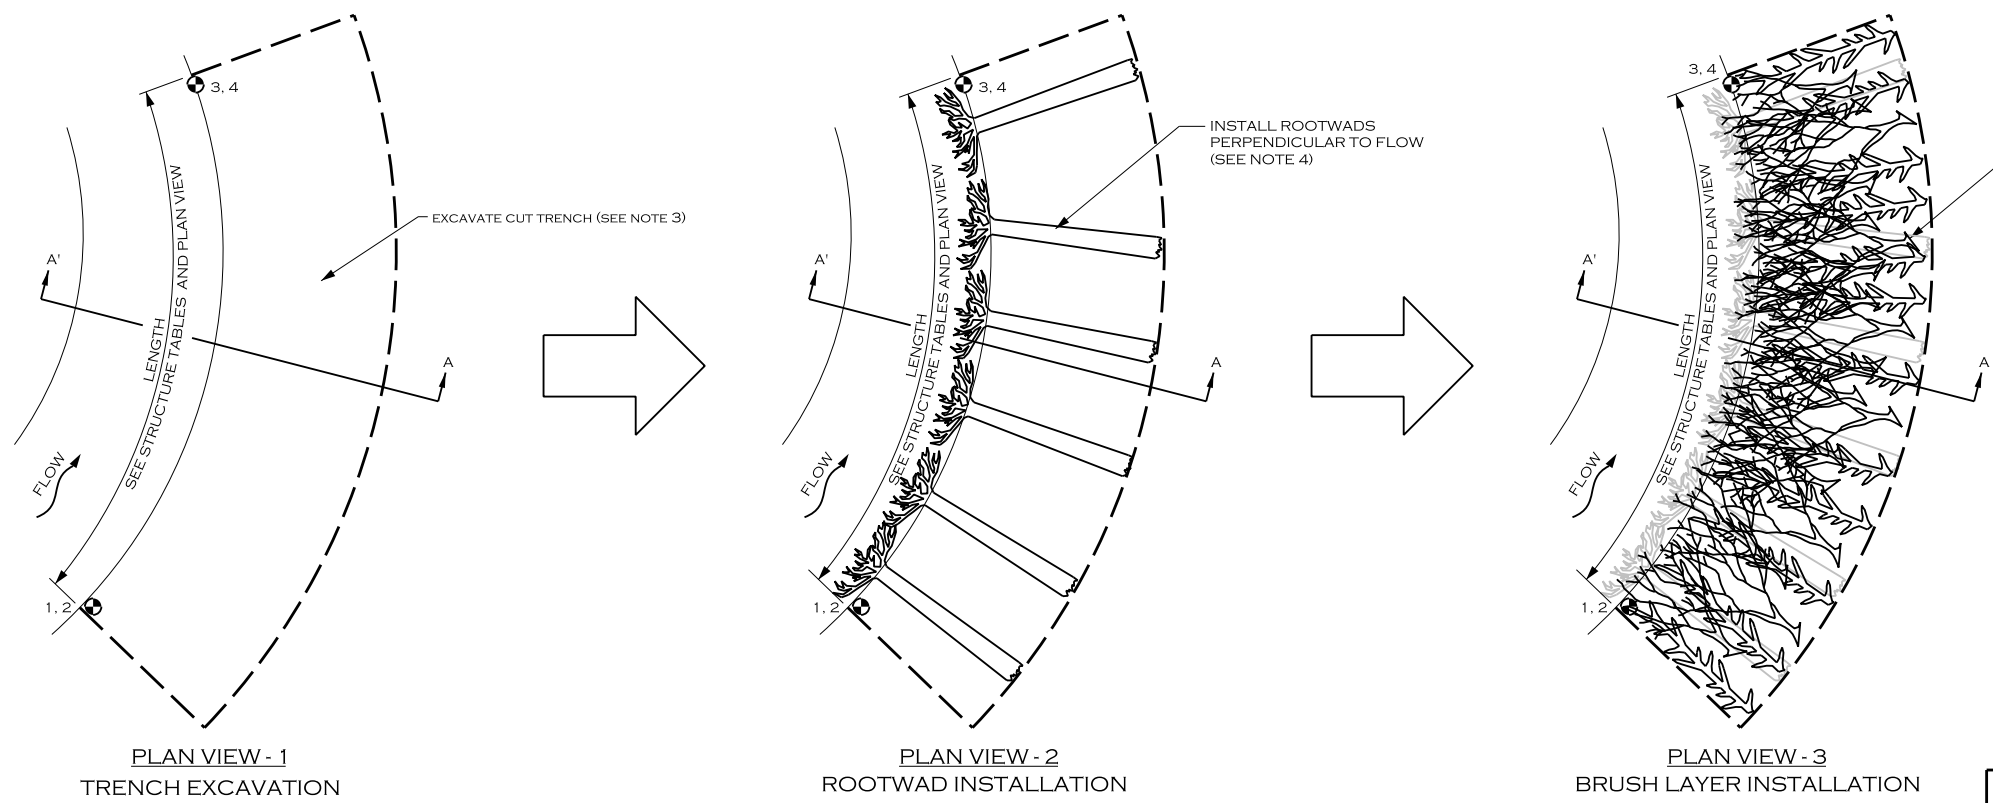 3, 4
LENGTH
SEE STRUCTURE TABLES AND PLAN VIEW
EXCAVATE CUT TRENCH (SEE NOTE 3)
A'
A
FLOW
1, 2
PLAN VIEW - 1
TRENCH EXCAVATION
3, 4
INSTALL ROOTWADS
PERPENDICULAR TO FLOW
(SEE NOTE 4)
LENGTH
SEE STRUCTURE TABLES AND PLAN VIEW
A'
A
FLOW
1, 2
PLAN VIEW - 2
ROOTWAD INSTALLATION
3, 4
LENGTH
SEE STRUCTURE TABLES AND PLAN VIEW
A'
A
FLOW
1, 2
PLAN VIEW - 3
BRUSH LAYER INSTALLATION